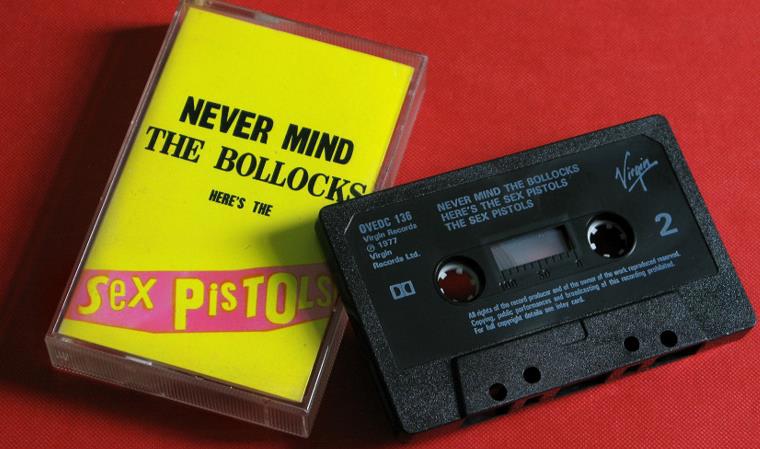 NEVER MIND
THE BOLLOCKS
HERE'S THE
SEX PISTOLS
OVEDC 136
Virgin Records
℗ 1977
Virgin
Records Ltd.
NEVER MIND THE BOLLOCKS
HERE'S THE SEX PISTOLS
THE SEX PISTOLS
Virgin
2
All rights of the record producer and of the owner of the work reproduced reserved.
Copying, public performances and broadcasting of this recording prohibited.
For full copyright details see inlay card.